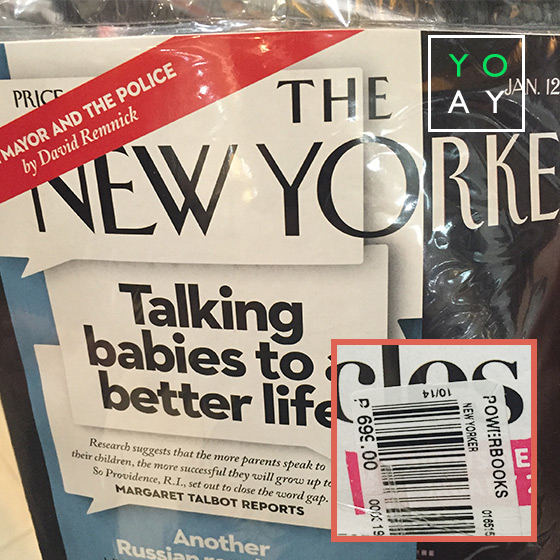 YO
AY
PRICE
MAYOR AND THE POLICE
by David Remnick
JAN. 12
THE
NEW YORKE
Talking
babies to a
better life
Research suggests that the more parents speak to
their children, the more successful they will grow up to
So Providence, R.I., set out to close the word gap.
MARGARET TALBOT REPORTS
Another
Russian
clos
10/14
NEW YORKER
POWERBOOKS
₱ 699.00
016515